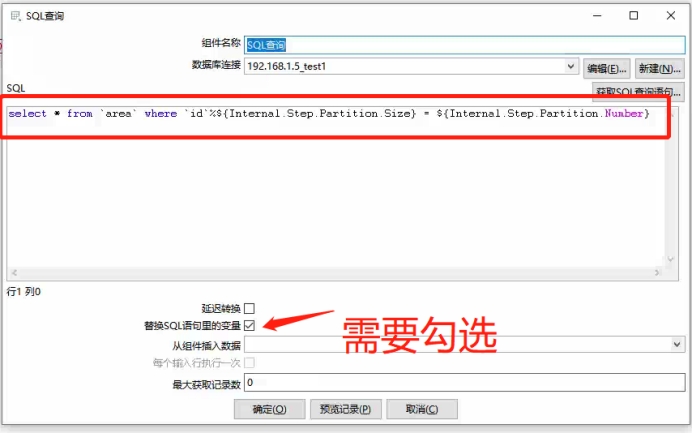 SQL查询
组件名称 SQL查询
数据库连接 192.168.1.5_test1 编辑(E)... 新建(N)...
SQL 获取SQL查询语句...
select * from `area` where `id`%${Internal.Step.Partition.Size} = ${Internal.Step.Partition.Number}
行1 列0
延迟转换
替换SQL语句里的变量
需要勾选
从组件插入数据
每个输入行执行一次
最大获取记录数 0
确定(O) 预览记录(P) 取消(C)